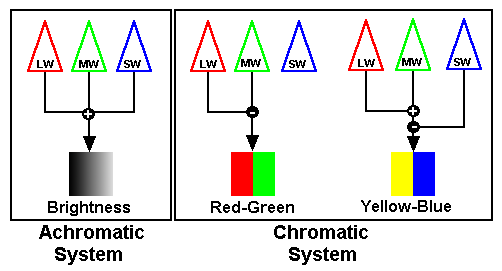 LW MW SW
LW MW SW
LW MW SW
+
-
+
-
Brightness
Red-Green
Yellow-Blue
Achromatic
System
Chromatic
System